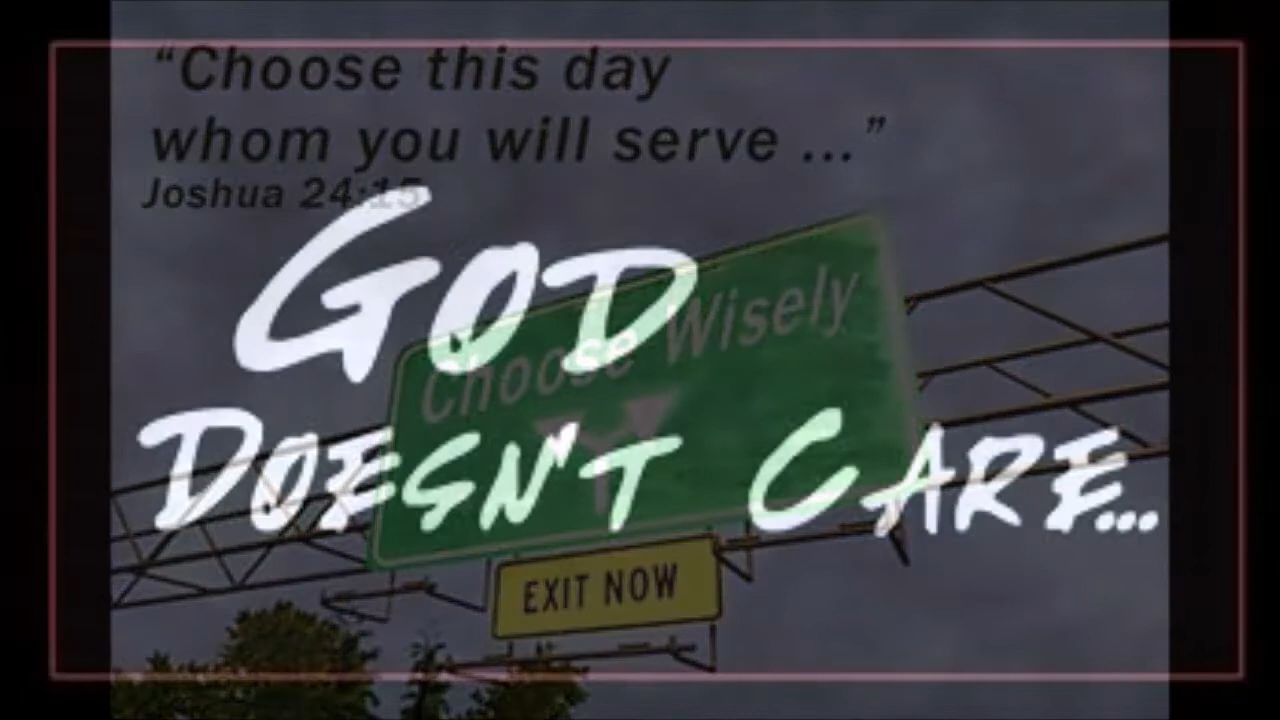 “Choose this day
whom you will serve ...”
Joshua 24:15
GOD
DOESN'T CARE...
Choose Wisely
EXIT NOW